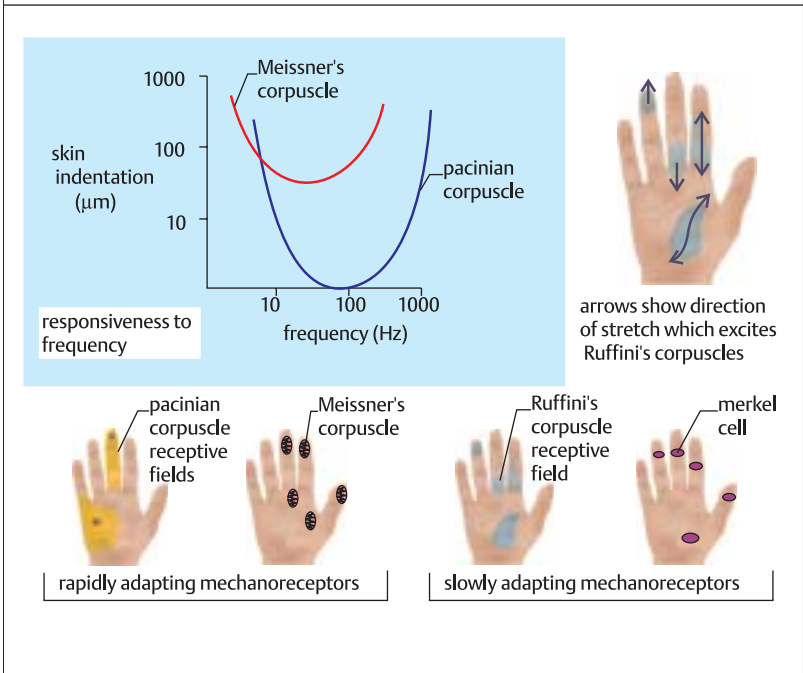 1000
100
10
skin
indentation
(μm)
Meissner's
corpuscle
pacinian
corpuscle
10 100 1000
frequency (Hz)
responsiveness to
frequency
arrows show direction
of stretch which excites
Ruffini's corpuscles
pacinian
corpuscle
receptive
fields
Meissner's
corpuscle
Ruffini's
corpuscle
receptive
field
merkel
cell
rapidly adapting mechanoreceptors
slowly adapting mechanoreceptors